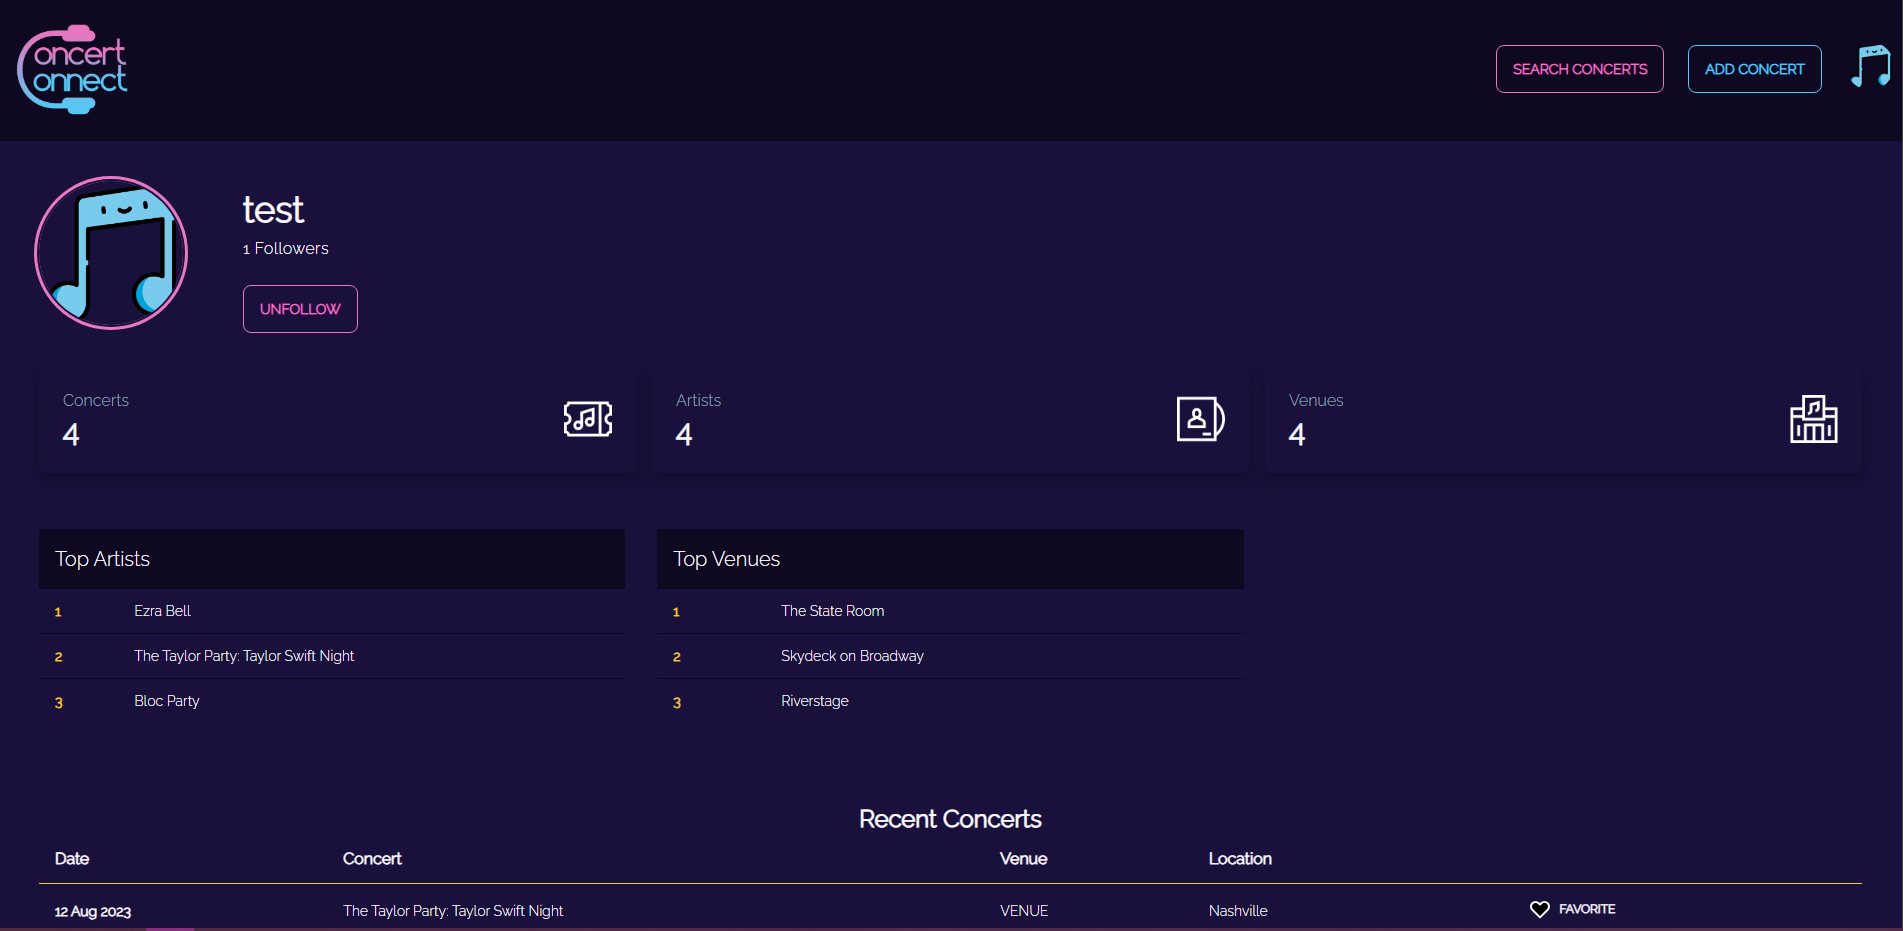 oncert
onnect
SEARCH CONCERTS
ADD CONCERT
test
1 Followers
UNFOLLOW
Concerts
4
Artists
4
Venues
4
Top Artists
1 Ezra Bell
2 The Taylor Party: Taylor Swift Night
3 Bloc Party
Top Venues
1 The State Room
2 Skydeck on Broadway
3 Riverstage
Recent Concerts
Date Concert Venue Location
12 Aug 2023 The Taylor Party: Taylor Swift Night VENUE Nashville FAVORITE